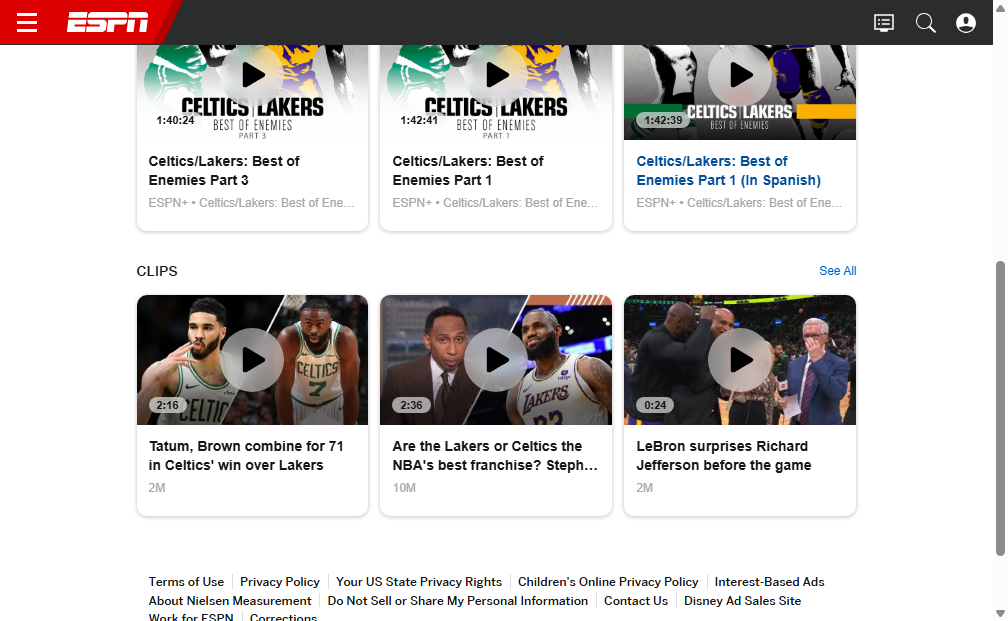 ESPN
CELTICS LAKERS
BEST OF ENEMIES
PART 3
1:40:24
Celtics/Lakers: Best of
Enemies Part 3
ESPN+ • Celtics/Lakers: Best of Ene...
CELTICS LAKERS
BEST OF ENEMIES
PART 1
1:42:41
Celtics/Lakers: Best of
Enemies Part 1
ESPN+ • Celtics/Lakers: Best of Ene...
CELTICS LAKERS
BEST OF ENEMIES
1:42:39
Celtics/Lakers: Best of
Enemies Part 1 (In Spanish)
ESPN+ • Celtics/Lakers: Best of Ene...
CLIPS
See All
CELTIC
CELTICS
7
2:16
Tatum, Brown combine for 71
in Celtics' win over Lakers
2M
LAKERS
2:36
Are the Lakers or Celtics the
NBA's best franchise? Steph...
10M
0:24
LeBron surprises Richard
Jefferson before the game
2M
Terms of Use
Privacy Policy
Your US State Privacy Rights
Children's Online Privacy Policy
Interest-Based Ads
About Nielsen Measurement
Do Not Sell or Share My Personal Information
Contact Us
Disney Ad Sales Site
Work for ESPN
Corrections